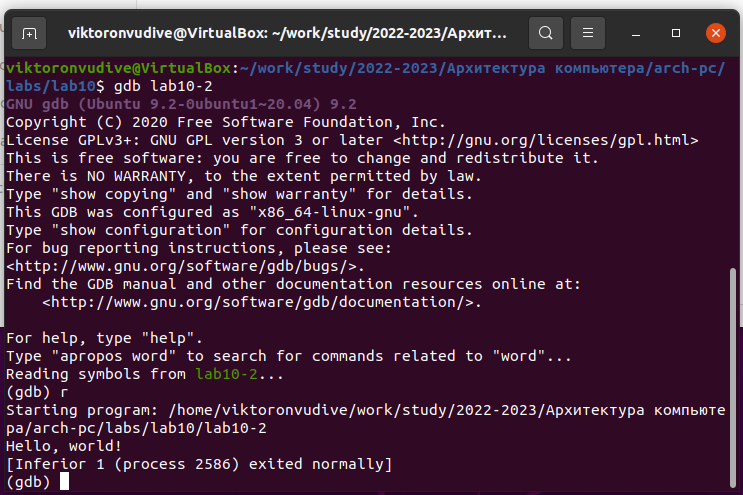 viktoronvudive@VirtualBox: ~/work/study/2022-2023/Архит...
viktoronvudive@VirtualBox:~/work/study/2022-2023/Архитектура компьютера/arch-pc/
labs/lab10$ gdb lab10-2
GNU gdb (Ubuntu 9.2-0ubuntu1~20.04) 9.2
Copyright (C) 2020 Free Software Foundation, Inc.
License GPLv3+: GNU GPL version 3 or later <http://gnu.org/licenses/gpl.html>
This is free software: you are free to change and redistribute it.
There is NO WARRANTY, to the extent permitted by law.
Type "show copying" and "show warranty" for details.
This GDB was configured as "x86_64-linux-gnu".
Type "show configuration" for configuration details.
For bug reporting instructions, please see:
<http://www.gnu.org/software/gdb/bugs/>.
Find the GDB manual and other documentation resources online at:
    <http://www.gnu.org/software/gdb/documentation/>.
For help, type "help".
Type "apropos word" to search for commands related to "word"...
Reading symbols from lab10-2...
(gdb) r
Starting program: /home/viktoronvudive/work/study/2022-2023/Архитектура компьюте
ра/arch-pc/labs/lab10/lab10-2
Hello, world!
[Inferior 1 (process 2586) exited normally]
(gdb)